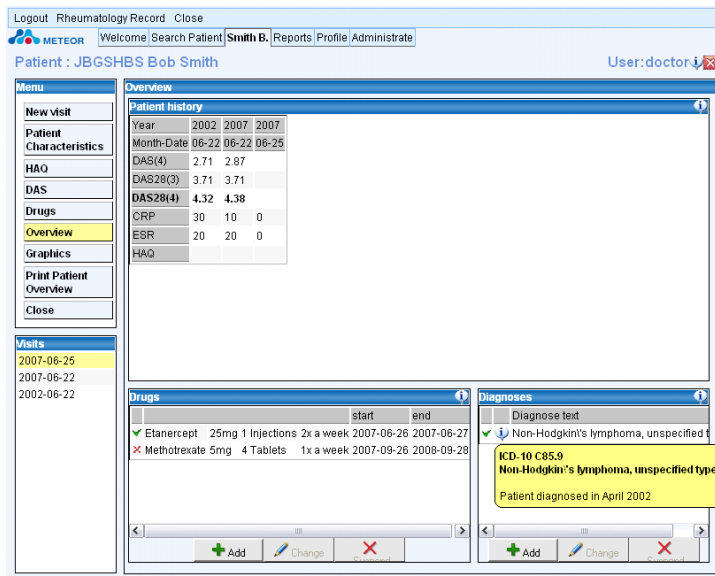 Logout Rheumatology Record Close
METEOR Welcome Search Patient Smith B. Reports Profile Administrate
Patient : JBGSHBS Bob Smith User:doctor
Menu
New visit
Patient
Characteristics
HAQ
DAS
Drugs
Overview
Graphics
Print Patient
Overview
Close
Visits
2007-06-25
2007-06-22
2002-06-22
Overview
Patient history
Year 2002 2007 2007
Month-Date 06-22 06-22 06-25
DAS(4) 2.71 2.87
DAS28(3) 3.71 3.71
DAS28(4) 4.32 4.38
CRP 30 10 0
ESR 20 20 0
HAQ
Drugs
start end
Etanercept 25mg 1 Injections 2x a week 2007-06-26 2007-06-27
Methotrexate 5mg 4 Tablets 1x a week 2007-09-26 2008-09-28
Add Change Suspend
Diagnoses
Diagnose text
Non-Hodgkin\'s lymphoma, unspecified t
ICD-10 C85.9
Non-Hodgkin\'s lymphoma, unspecified type
Patient diagnosed in April 2002
Add Change Suspend